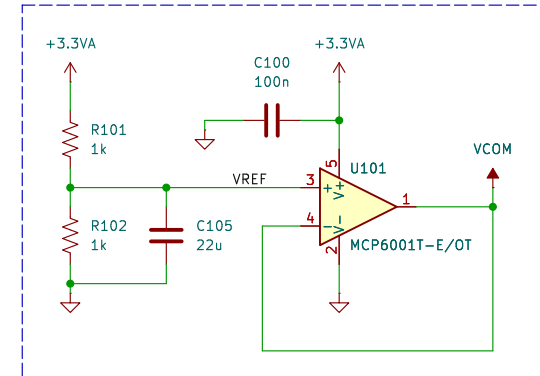 +3.3VA
+3.3VA
C100
100n
R101
1k
5
U101
VCOM
VREF
3
+
V+
1
4
-
V-
R102
1k
C105
22u
2
MCP6001T-E/OT